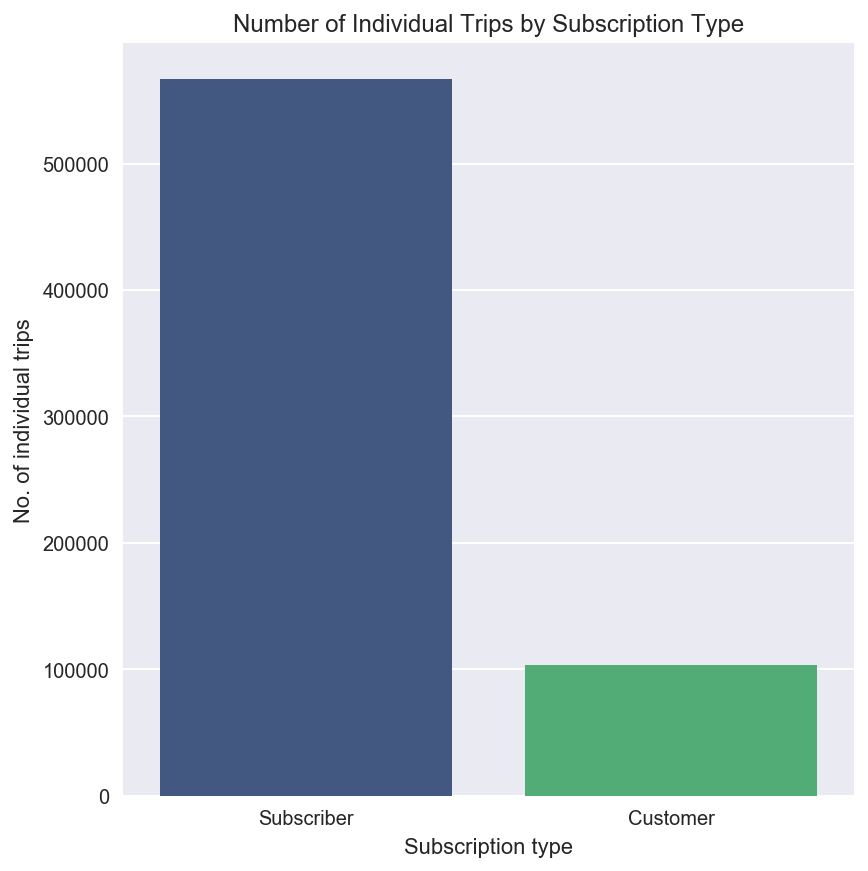 Number of Individual Trips by Subscription Type
No. of individual trips
500000
400000
300000
200000
100000
0
Subscriber
Customer
Subscription type